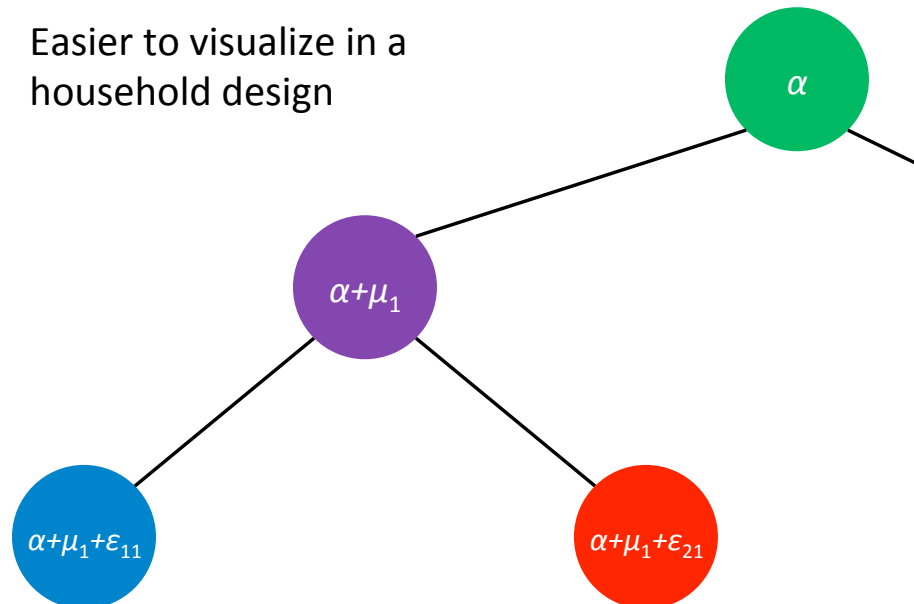 Easier to visualize in a
household design
α
α+μ₁
α+μ₁+ε₁₁
α+μ₁+ε₂₁